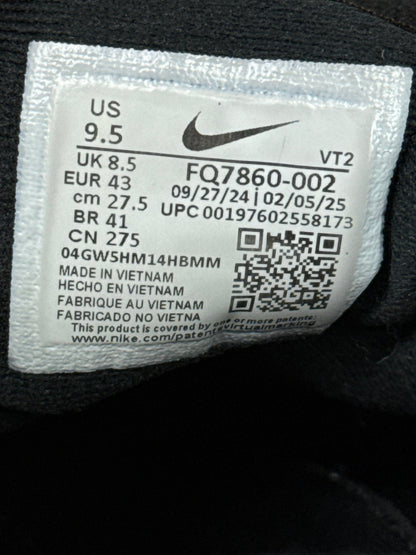 US
9.5
VT2
UK 8.5
FQ7860-002
EUR 43
09/27/24 | 02/05/25
cm 27.5
UPC 00197602558173
BR 41
CN 275
04GW5HM14HBMM
MADE IN VIETNAM
HECHO EN VIETNAM
FABRIQUE AU VIETNAM
FABRICADO NO VIETNA
This product is covered by one or more patents:
www.nike.com/patentsvirtualmarking